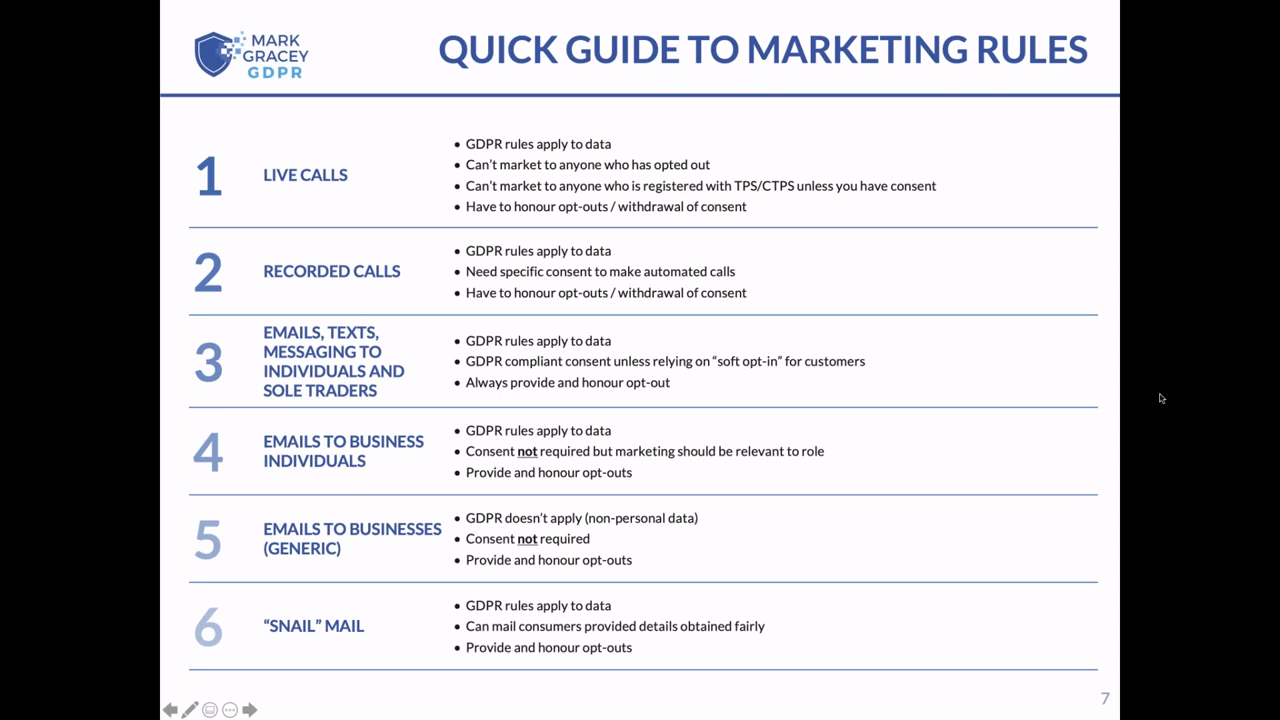 MARK
GRACEY
GDPR
QUICK GUIDE TO MARKETING RULES
1
LIVE CALLS
• GDPR rules apply to data
• Can't market to anyone who has opted out
• Can't market to anyone who is registered with TPS/CTPS unless you have consent
• Have to honour opt-outs / withdrawal of consent
2
RECORDED CALLS
• GDPR rules apply to data
• Need specific consent to make automated calls
• Have to honour opt-outs / withdrawal of consent
3
EMAILS, TEXTS,
MESSAGING TO
INDIVIDUALS AND
SOLE TRADERS
• GDPR rules apply to data
• GDPR compliant consent unless relying on “soft opt-in” for customers
• Always provide and honour opt-out
4
EMAILS TO BUSINESS
INDIVIDUALS
• GDPR rules apply to data
• Consent not required but marketing should be relevant to role
• Provide and honour opt-outs
5
EMAILS TO BUSINESSES
(GENERIC)
• GDPR doesn't apply (non-personal data)
• Consent not required
• Provide and honour opt-outs
6
“SNAIL” MAIL
• GDPR rules apply to data
• Can mail consumers provided details obtained fairly
• Provide and honour opt-outs
7